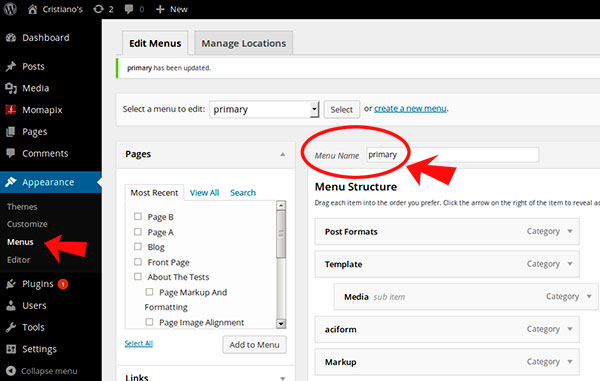 Cristiano's 2 0 + New
Dashboard
Posts
Media
Momapix
Pages
Comments
Appearance
Themes
Customize
Menus
Editor
Plugins 1
Users
Tools
Settings
Collapse menu
Edit Menus Manage Locations
primary has been updated.
Select a menu to edit: primary Select or create a new menu.
Pages
Most Recent View All Search
Page B
Page A
Blog
Front Page
About The Tests
Page Markup And
Formatting
Page Image Alignment
Select All Add to Menu
Links
Menu Name primary
Menu Structure
Drag each item into the order you prefer. Click the arrow on the right of the item to reveal ad
Post Formats Category
Template Category
Media sub item Category
aciform Category
Markup Category